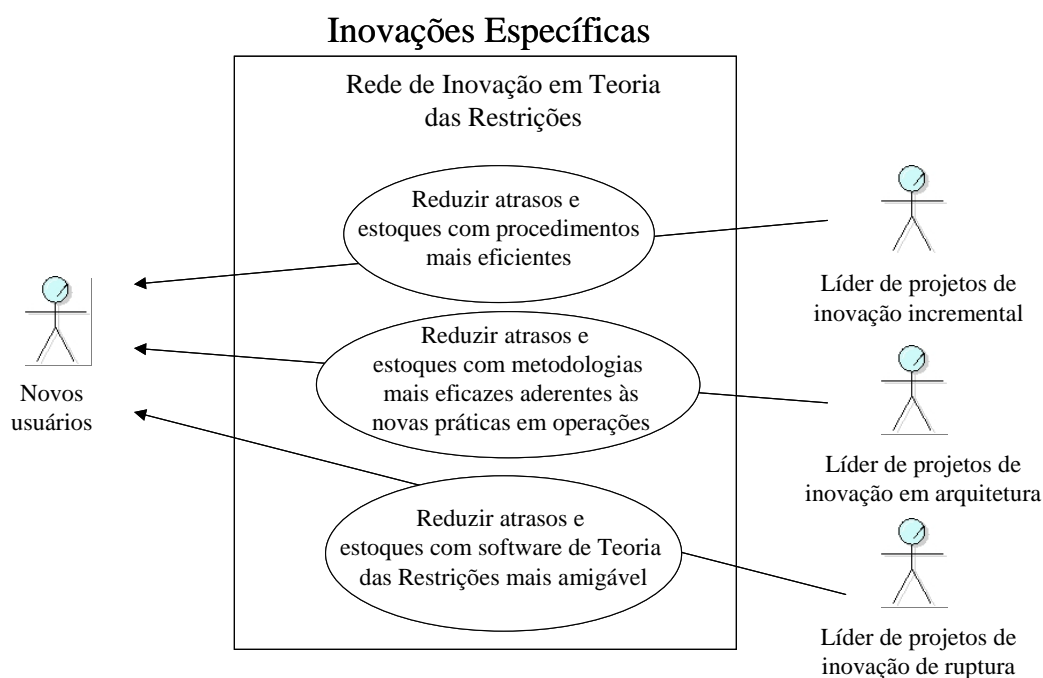 Inovações Específicas
Rede de Inovação em Teoria
das Restrições
Reduzir atrasos e
estoques com procedimentos
mais eficientes
Líder de projetos de
inovação incremental
Novos
usuários
Reduzir atrasos e
estoques com metodologias
mais eficazes aderentes às
novas práticas em operações
Líder de projetos de
inovação em arquitetura
Reduzir atrasos e
estoques com software de Teoria
das Restrições mais amigável
Líder de projetos de
inovação de ruptura